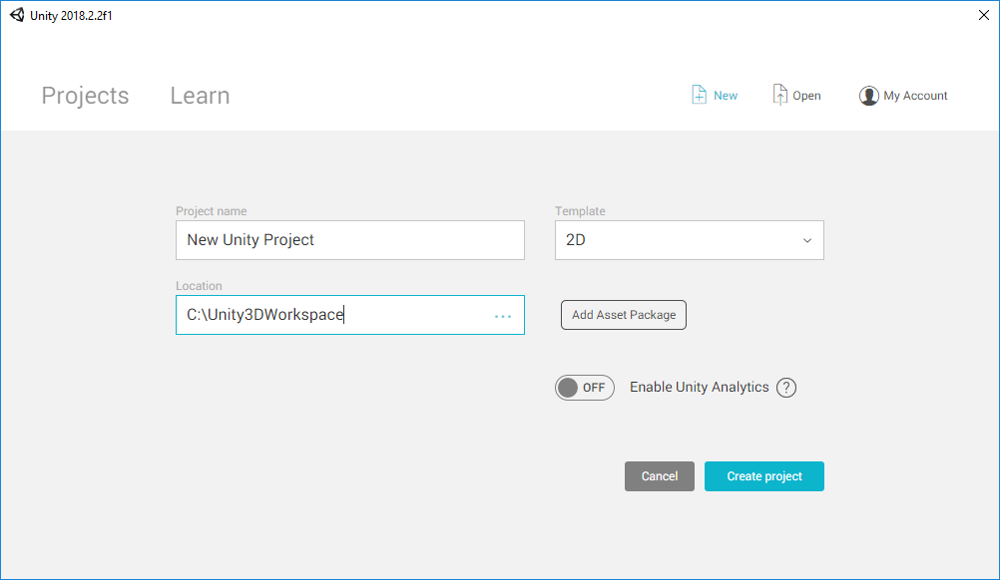 Unity 2018.2.2f1
Projects Learn New Open My Account
Project name Template
New Unity Project 2D
Location
C:\Unity3DWorkspace ... Add Asset Package
OFF Enable Unity Analytics ?
Cancel Create project